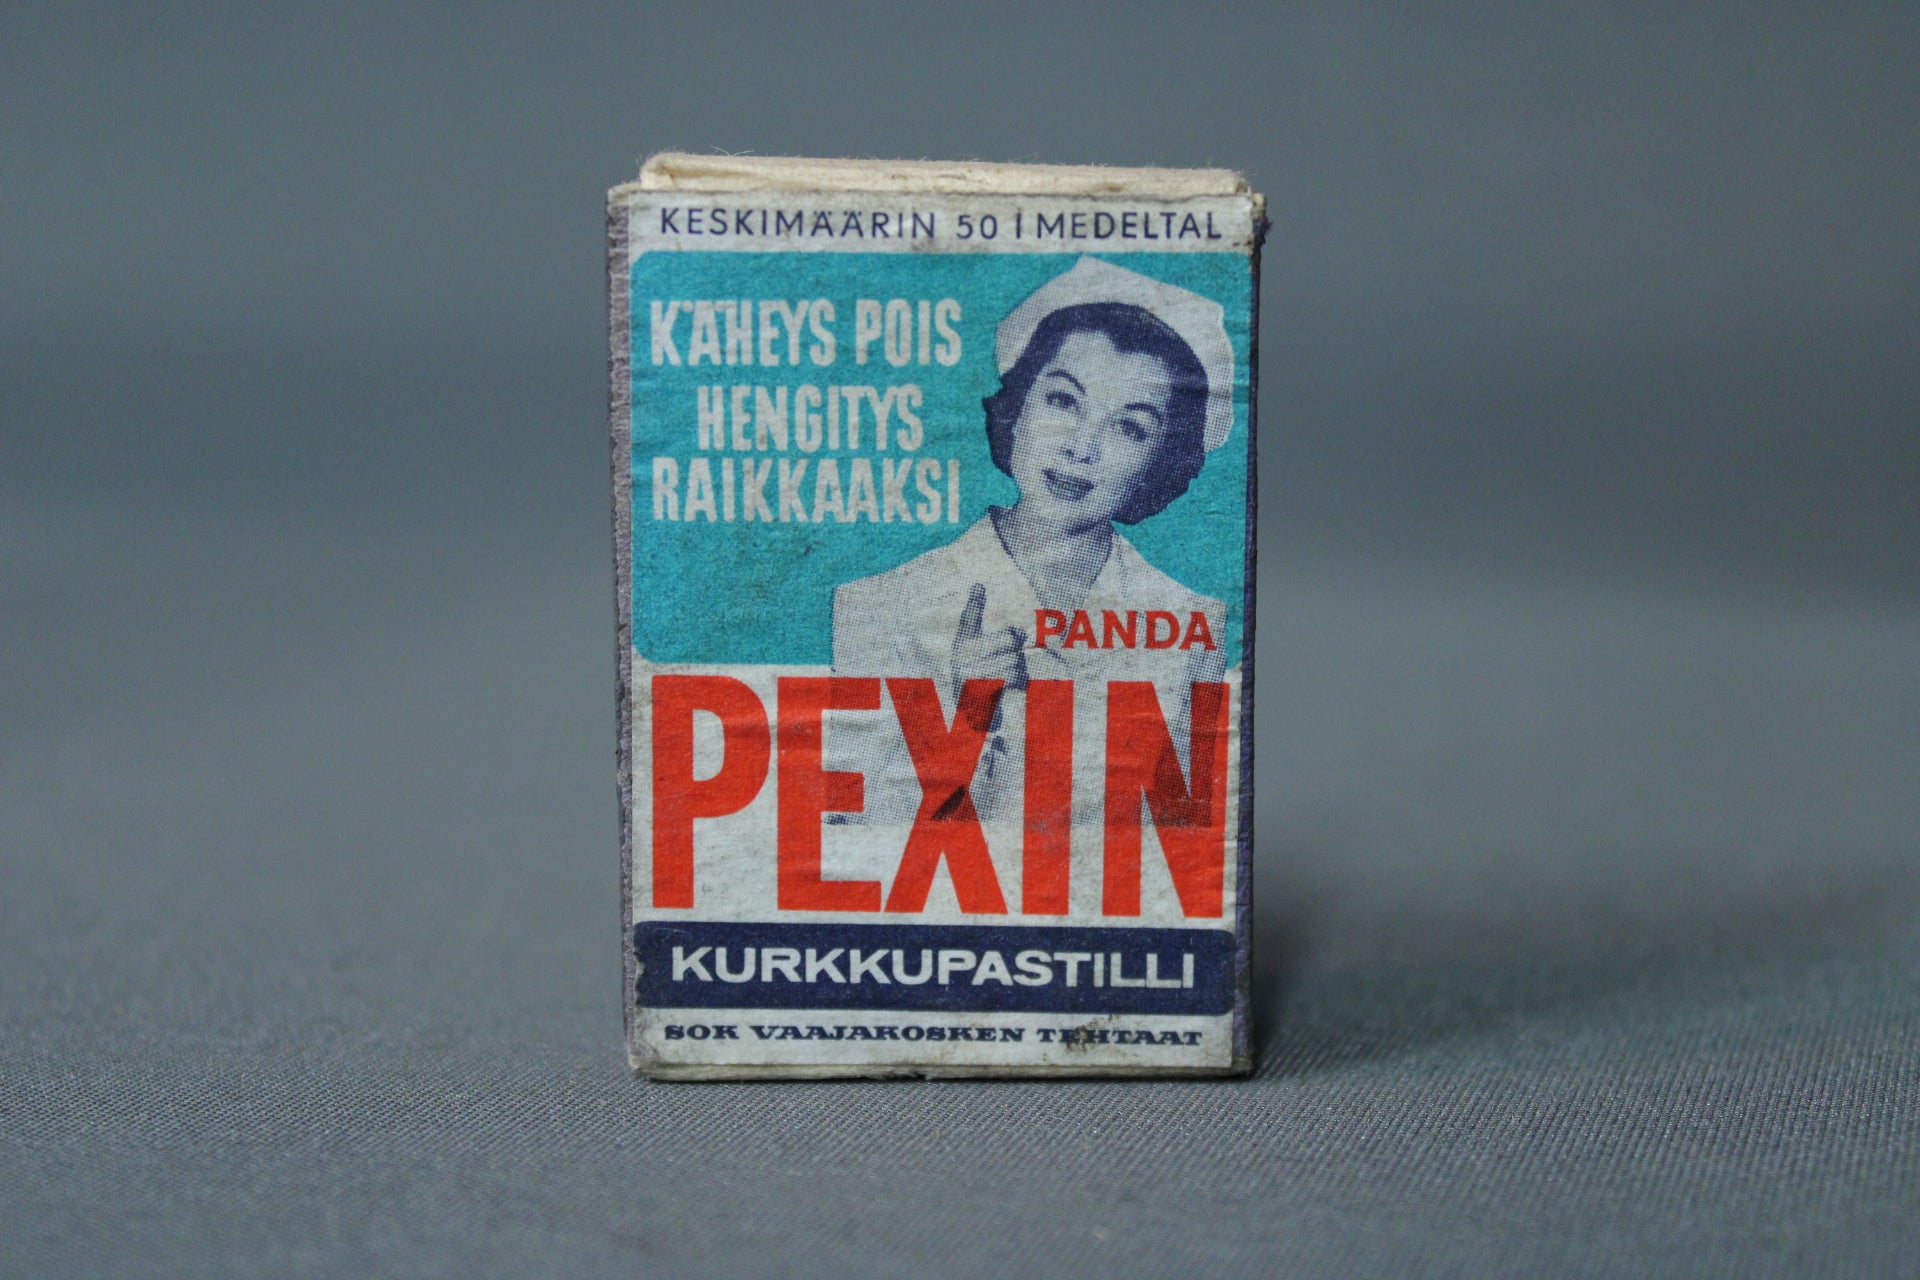 KESKIMÄÄRIN 50 I MEDELTAL
KÄHEYS POIS
HENGITYS
RAIKKAAKSI
PANDA
PEXIN
KURKKUPASTILLI
SOK VAAJAKOSKEN TEHTAAT